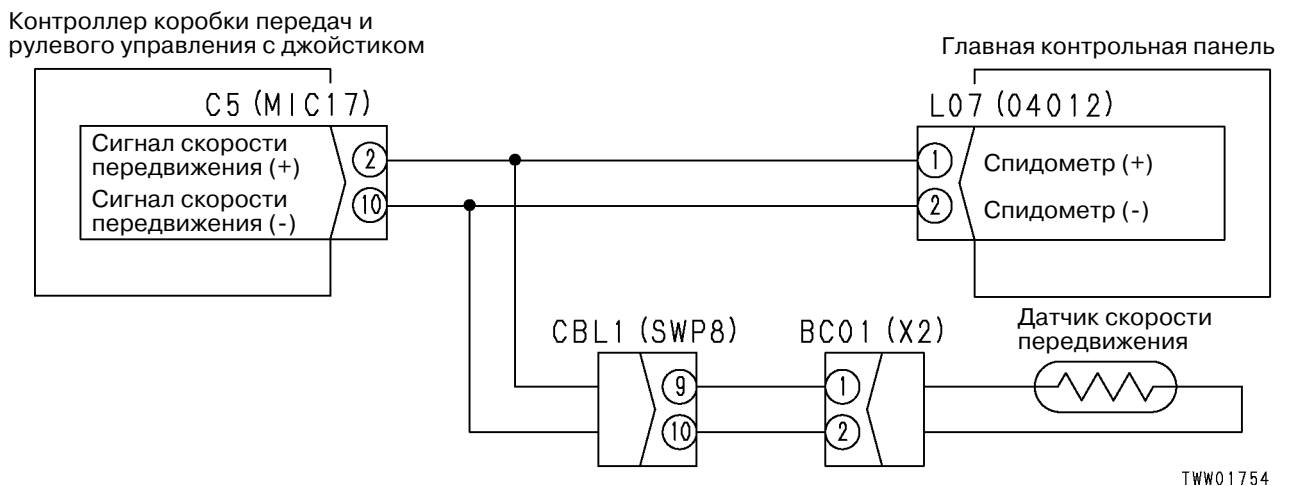 Контроллер коробки передач и
рулевого управления с джойстиком
Главная контрольная панель
C5 (MIC17)
L07 (04012)
Сигнал скорости
передвижения (+)
2
1
Спидометр (+)
Сигнал скорости
передвижения (-)
10
2
Спидометр (-)
CBL1 (SWP8)
BC01 (X2)
Датчик скорости
передвижения
9
1
10
2
TWW01754